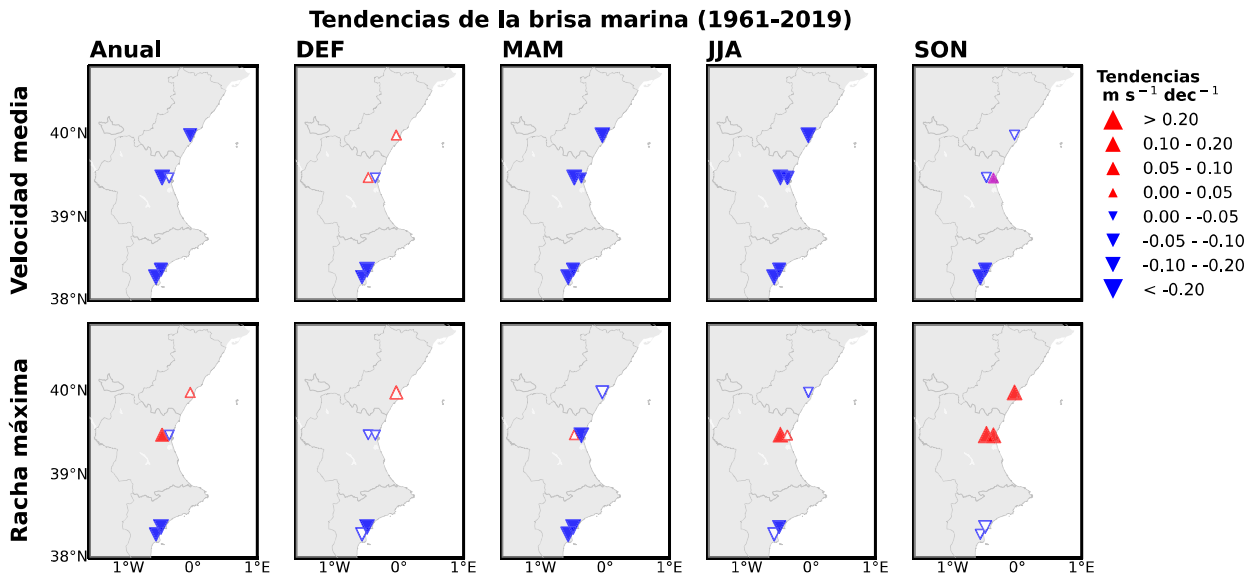 Tendencias de la brisa marina (1961-2019)
Anual DEF MAM JJA SON
Velocidad media
40°N
39°N
38°N
Tendencias
m s⁻¹ dec⁻¹
> 0.20
0.10 - 0.20
0.05 - 0.10
0.00 - 0.05
0.00 - -0.05
-0.05 - -0.10
-0.10 - -0.20
< -0.20
Racha máxima
40°N
39°N
38°N
1°W 0° 1°E 1°W 0° 1°E 1°W 0° 1°E 1°W 0° 1°E 1°W 0° 1°E